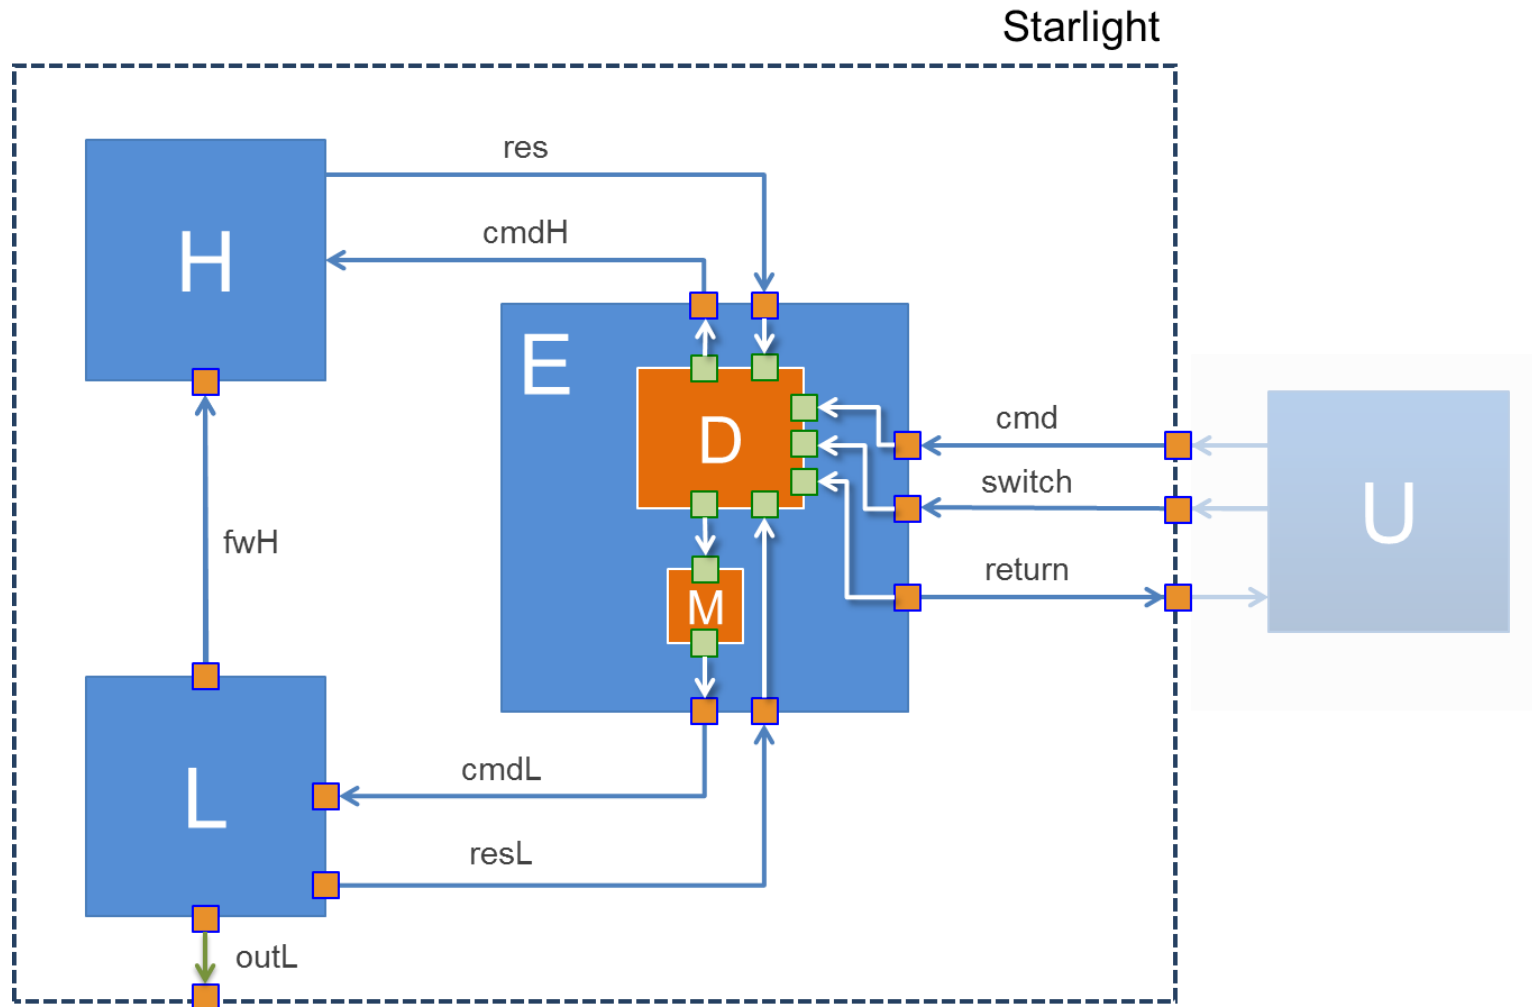 Starlight
res
H
cmdH
E
D
cmd
switch
U
fwH
return
M
cmdL
L
resL
outL